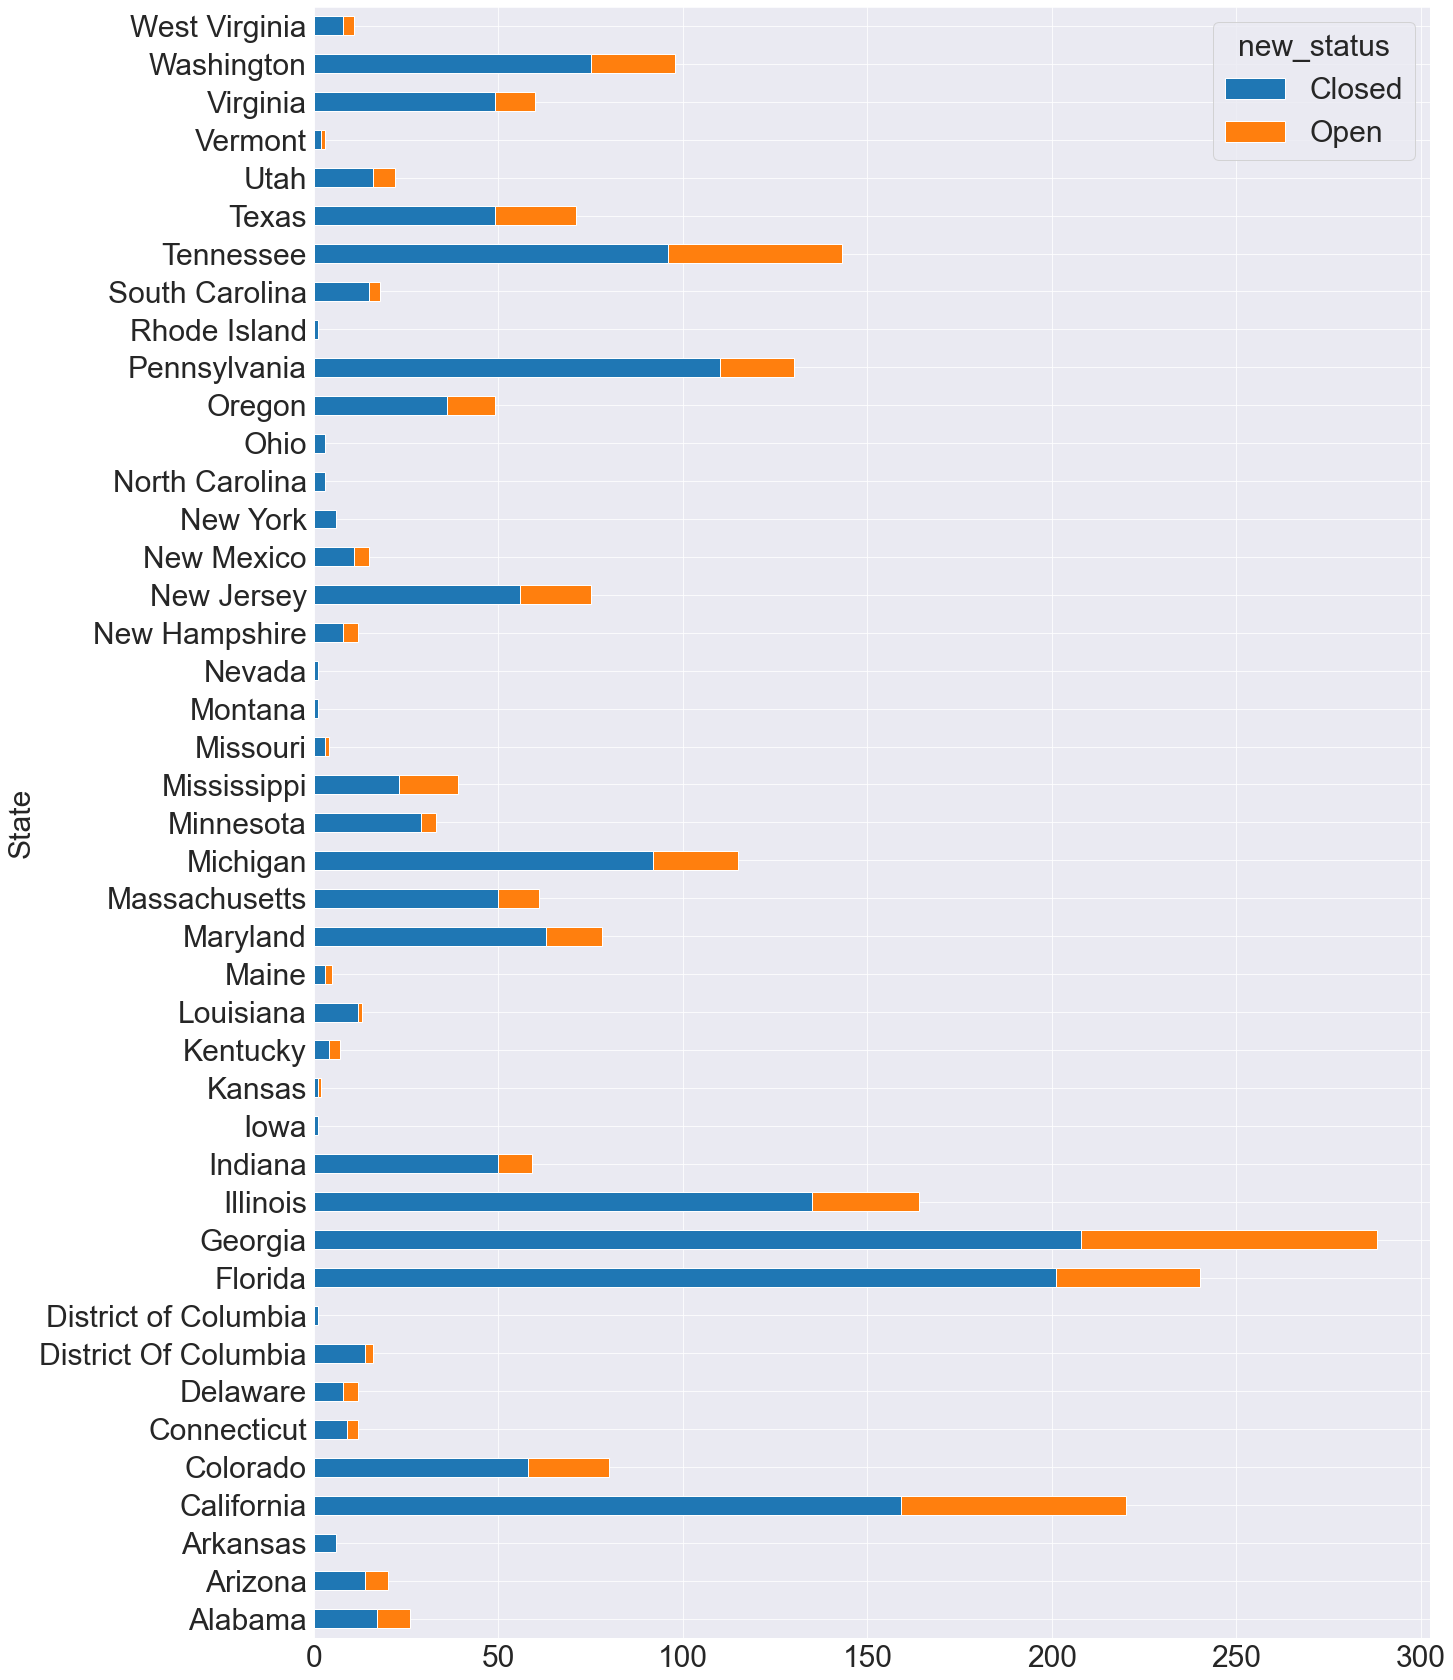 new_status
Closed
Open
State
West Virginia
Washington
Virginia
Vermont
Utah
Texas
Tennessee
South Carolina
Rhode Island
Pennsylvania
Oregon
Ohio
North Carolina
New York
New Mexico
New Jersey
New Hampshire
Nevada
Montana
Missouri
Mississippi
Minnesota
Michigan
Massachusetts
Maryland
Maine
Louisiana
Kentucky
Kansas
Iowa
Indiana
Illinois
Georgia
Florida
District of Columbia
District Of Columbia
Delaware
Connecticut
Colorado
California
Arkansas
Arizona
Alabama
0 50 100 150 200 250 300